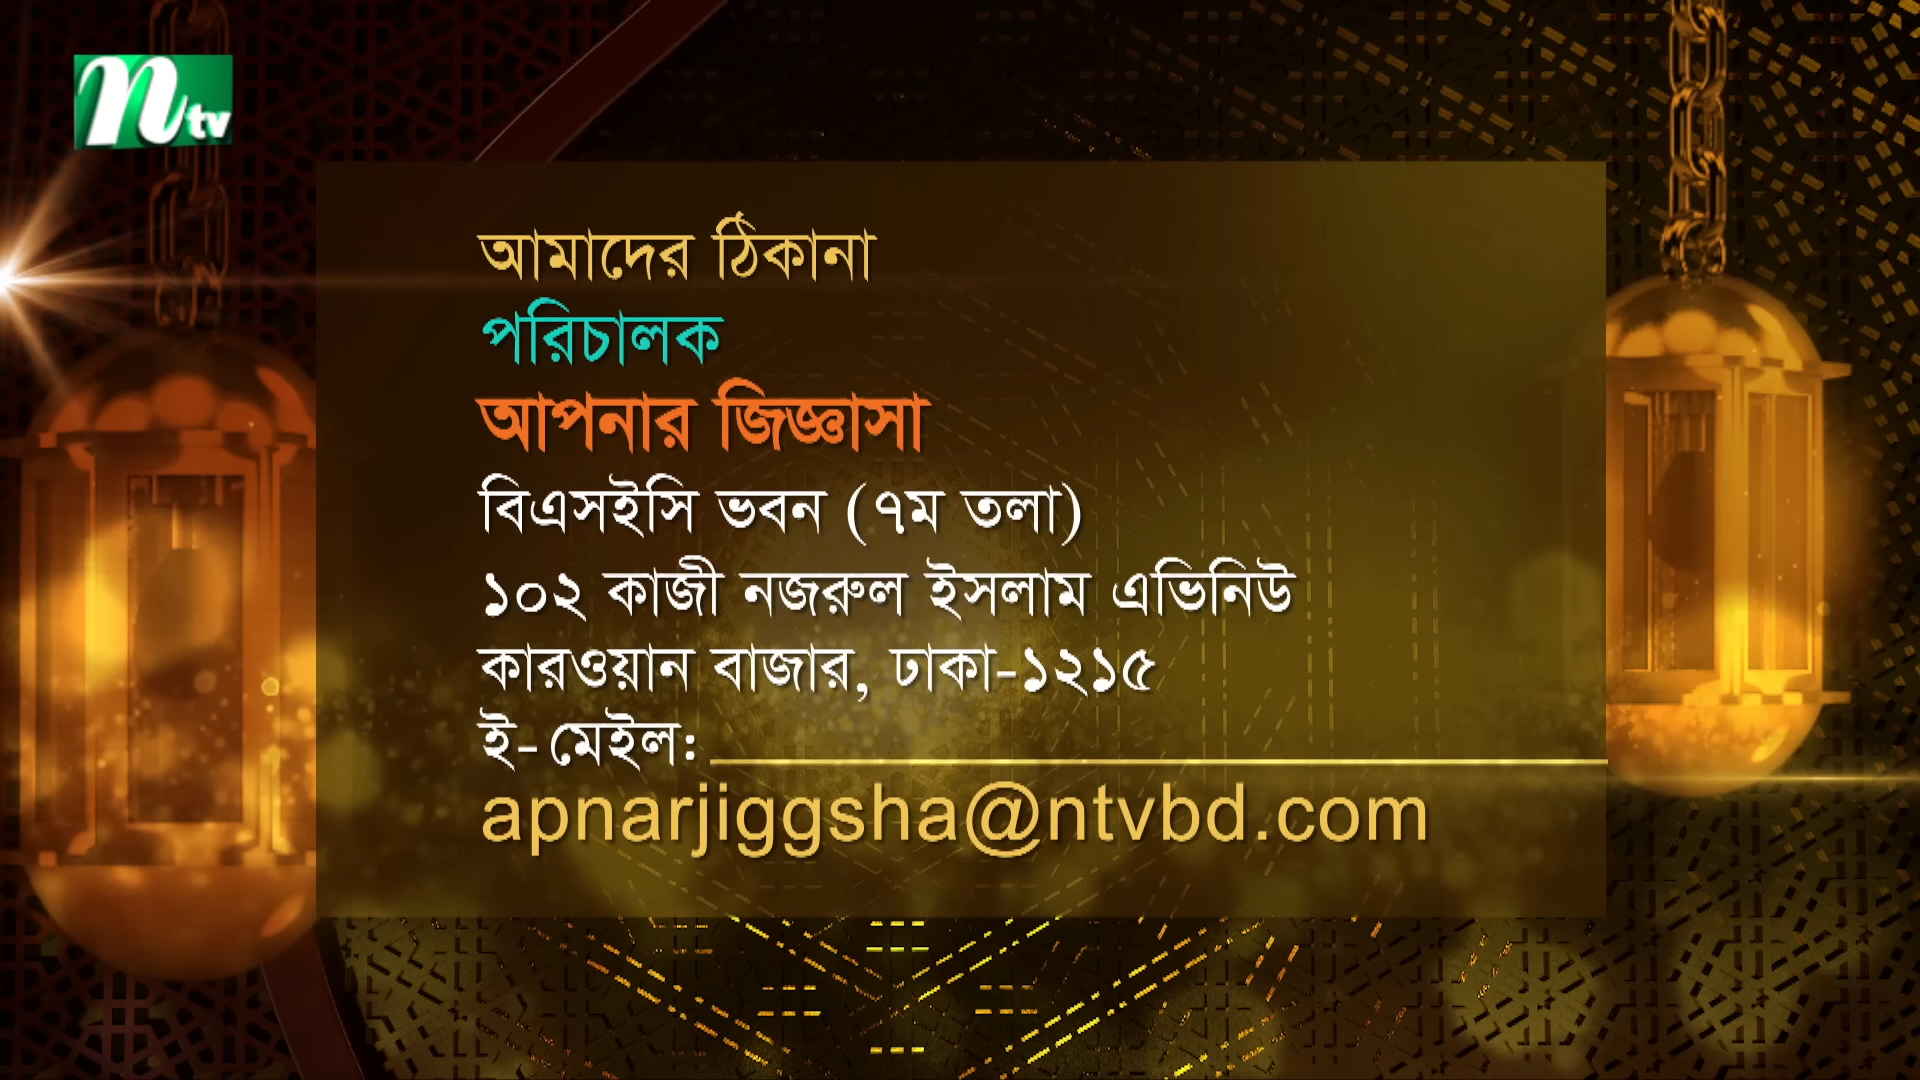 ntv
আমাদের ঠিকানা
পরিচালক
আপনার জিজ্ঞাসা
বিএসইসি ভবন (৭ম তলা)
১০২ কাজী নজরুল ইসলাম এভিনিউ
কারওয়ান বাজার, ঢাকা-১২১৫
ই-মেইল:
apnarjiggsha@ntvbd.com